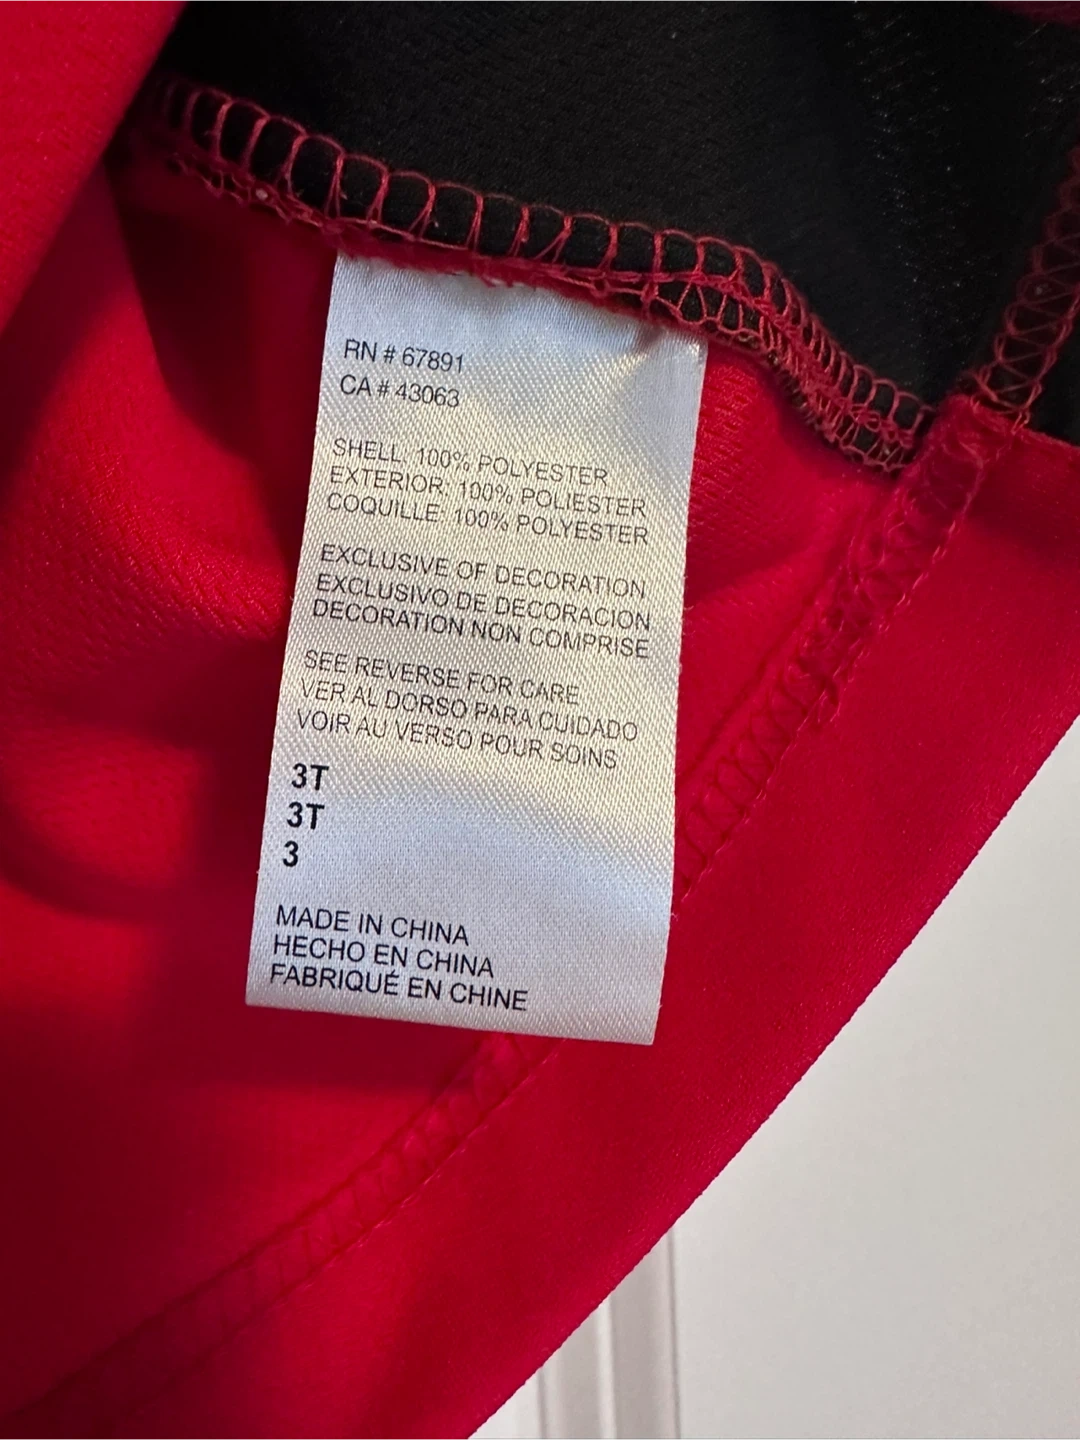 RN # 67891
CA # 43063
SHELL: 100% POLYESTER
EXTERIOR: 100% POLIESTER
COQUILLE: 100% POLYESTER
EXCLUSIVE OF DECORATION
EXCLUSIVO DE DECORACION
DECORATION NON COMPRISE
SEE REVERSE FOR CARE
VER AL DORSO PARA CUIDADO
VOIR AU VERSO POUR SOINS
3T
3T
3
MADE IN CHINA
HECHO EN CHINA
FABRIQUÉ EN CHINE